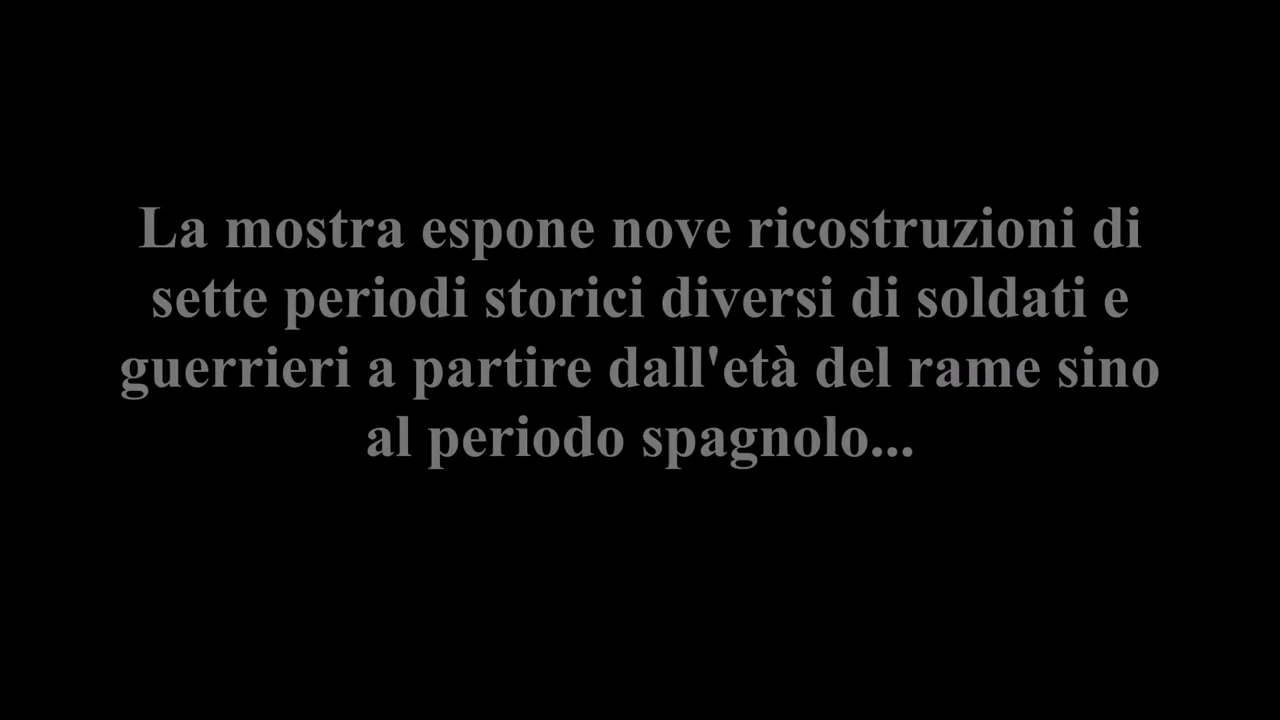 La mostra espone nove ricostruzioni di
sette periodi storici diversi di soldati e
guerrieri a partire dall'età del rame sino
al periodo spagnolo...